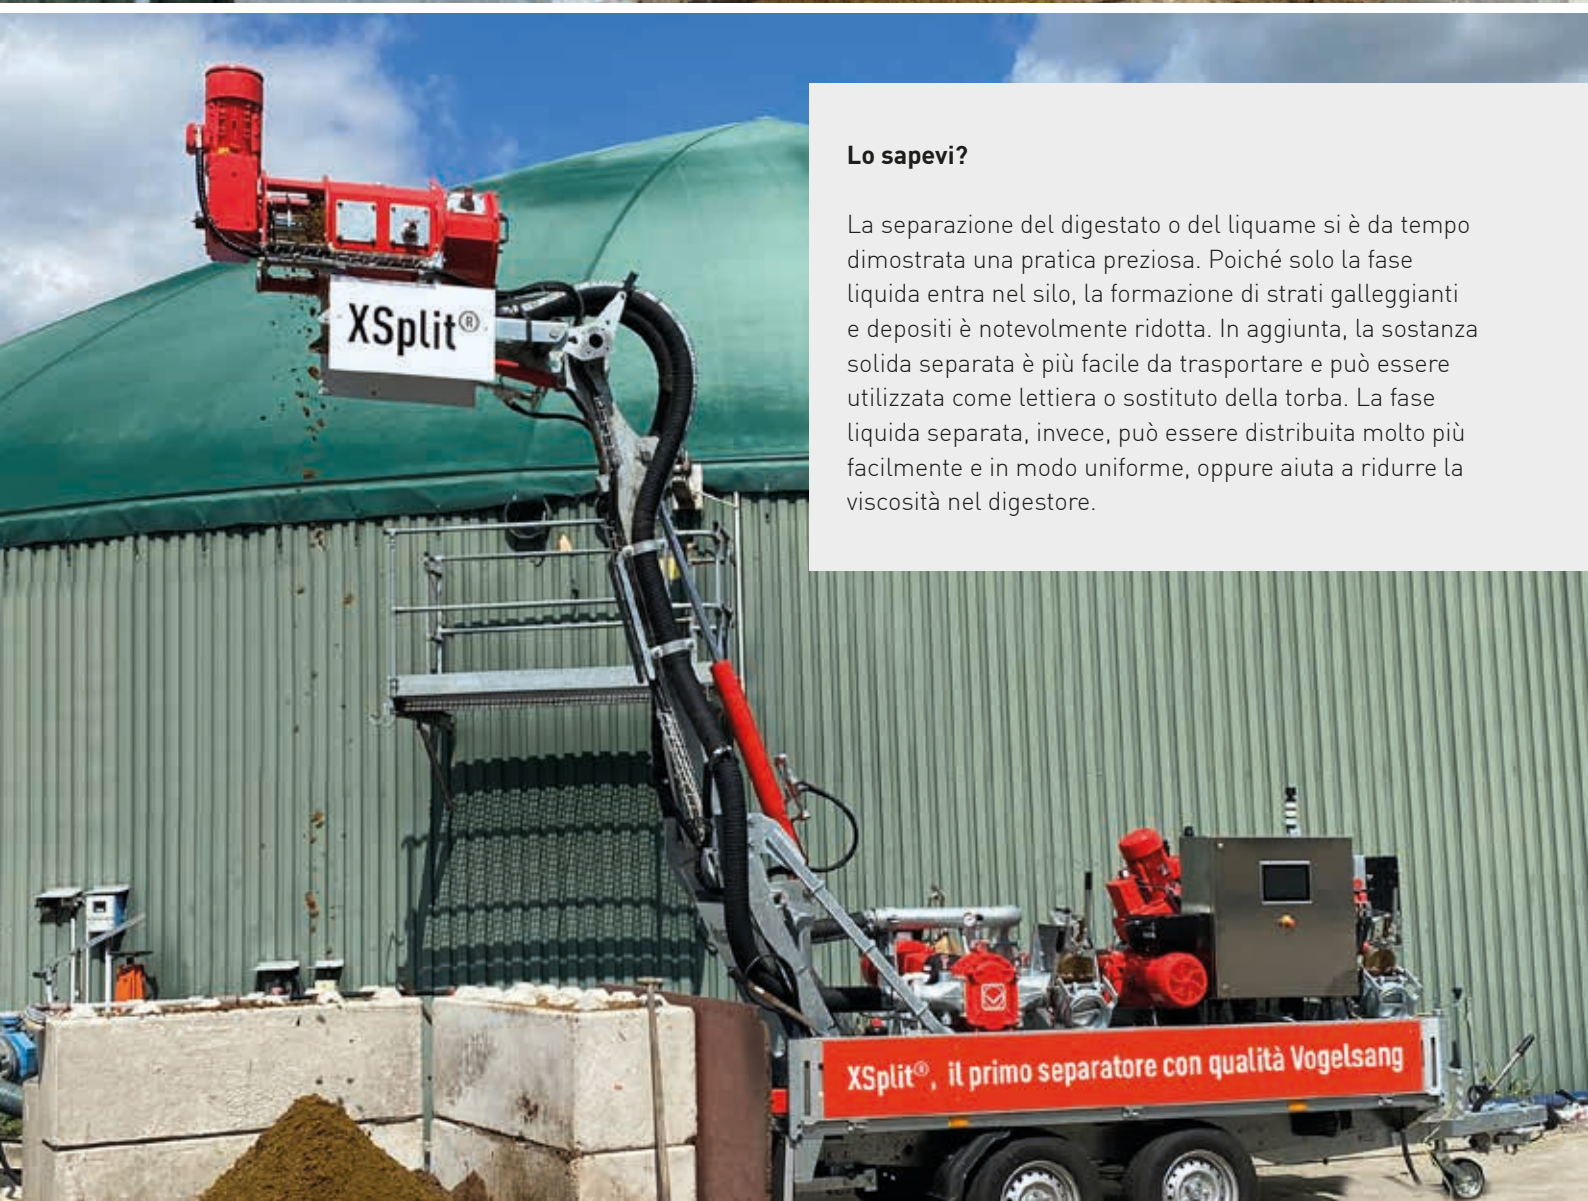 Lo sapevi?
La separazione del digestato o del liquame si è da tempo
dimostrata una pratica preziosa. Poiché solo la fase
liquida entra nel silo, la formazione di strati galleggianti
e depositi è notevolmente ridotta. In aggiunta, la sostanza
solida separata è più facile da trasportare e può essere
utilizzata come lettiera o sostituto della torba. La fase
liquida separata, invece, può essere distribuita molto più
facilmente e in modo uniforme, oppure aiuta a ridurre la
viscosità nel digestore.
XSplit®
XSplit®, il primo separatore con qualità Vogelsang